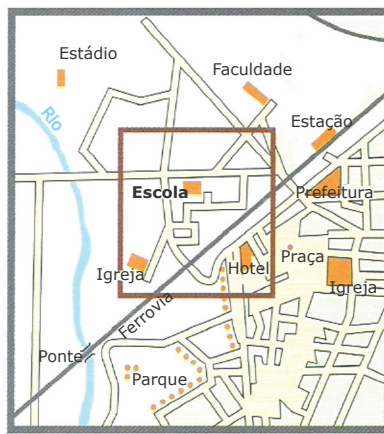 Estádio
Faculdade
Rio
Estação
Escola
Prefeitura
Igreja
Hotel
Praça
Igreja
Ferrovia
Ponte
Parque